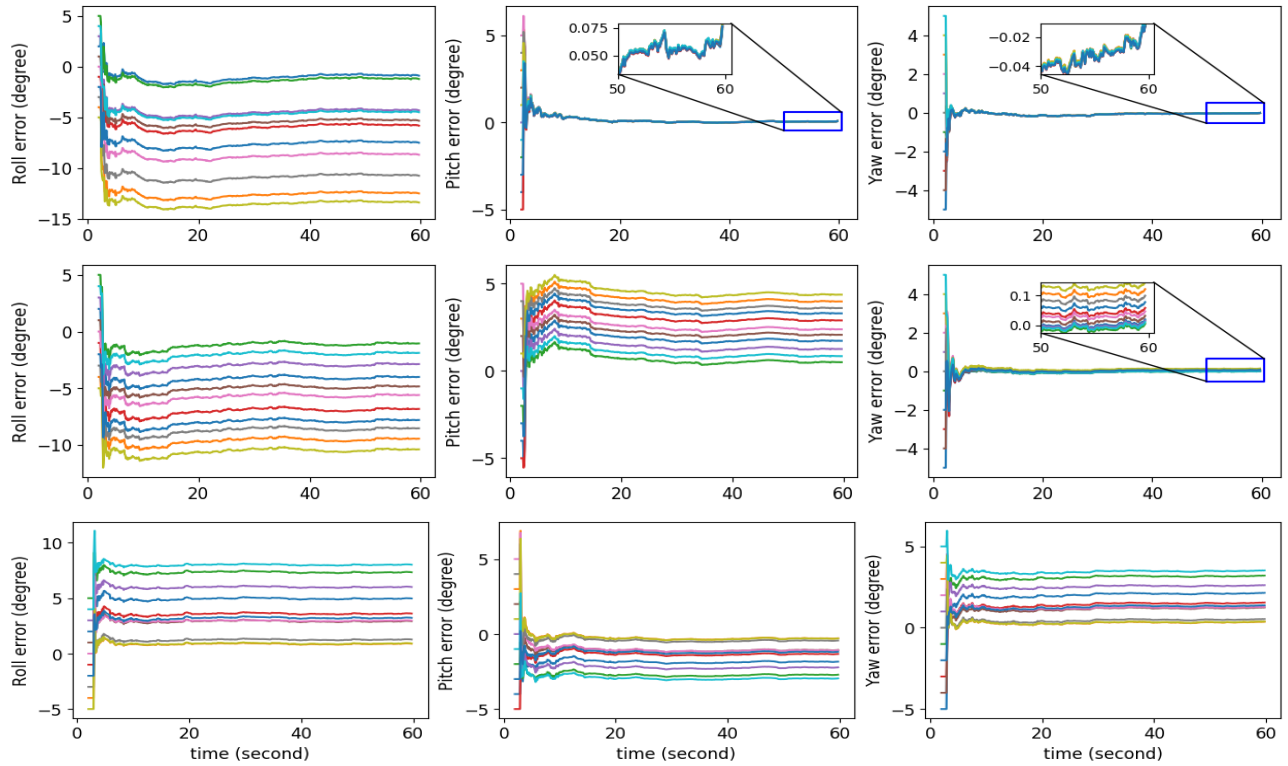 Roll error (degree)
5
0
−5
−10
−15
0 20 40 60
Pitch error (degree)
5
0
−5
0 20 40 60
0.075
0.050
50 60
Yaw error (degree)
4
2
0
−2
−4
0 20 40 60
−0.02
−0.04
50 60
Roll error (degree)
5
0
−5
−10
0 20 40 60
Pitch error (degree)
5
0
−5
0 20 40 60
Yaw error (degree)
4
2
0
−2
−4
0 20 40 60
0.1
0.0
50 60
Roll error (degree)
10
5
0
−5
0 20 40 60
time (second)
Pitch error (degree)
5
0
−5
0 20 40 60
time (second)
Yaw error (degree)
5
0
−5
0 20 40 60
time (second)